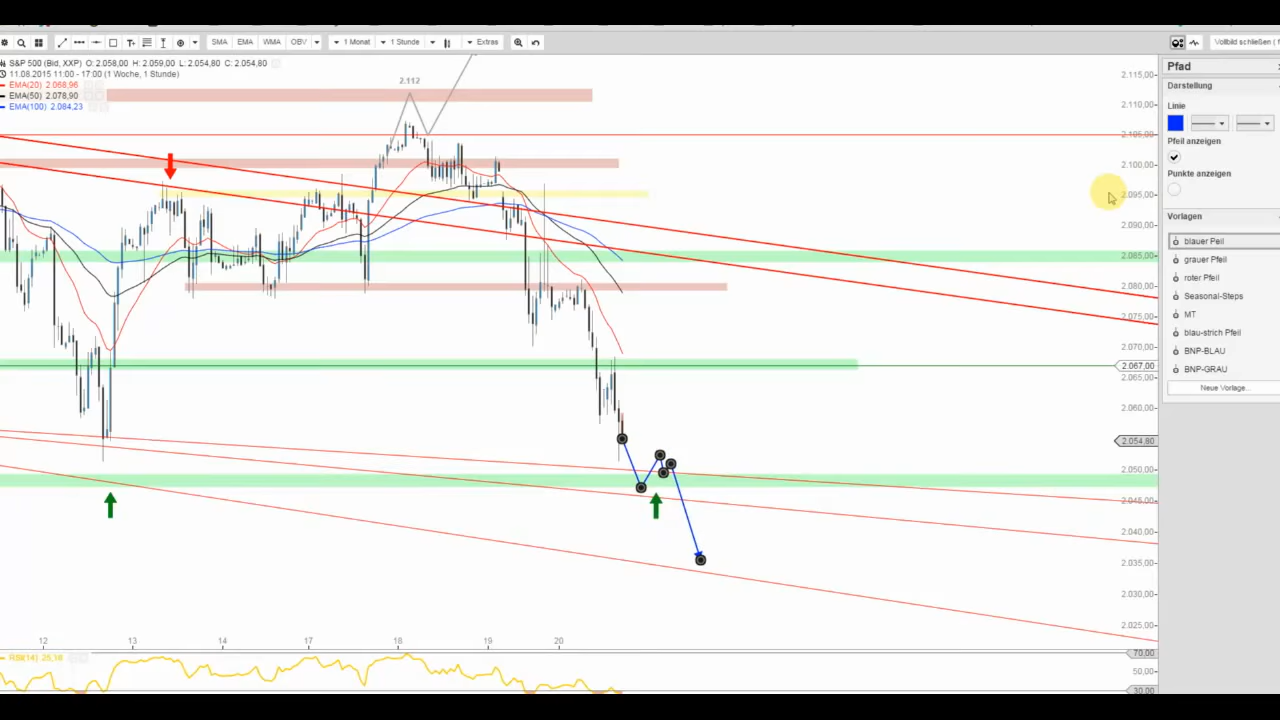 SMA EMA WMA OBV 1 Monat 1 Stunde Extras
Vollbild schließen ( f
S&P 500 (Bid, XXP) O: 2.058,00 H: 2.059,00 L: 2.054,80 C: 2.054,80
11.08.2015 11:00 - 17:00 (1 Woche, 1 Stunde)
EMA(20) 2.068,96
EMA(50) 2.078,90
EMA(100) 2.084,23
2.112
2.115,00
2.110,00
2.105,00
2.100,00
2.095,00
2.090,00
2.085,00
2.080,00
2.075,00
2.070,00
2.067,00
2.065,00
2.060,00
2.054,80
2.050,00
2.045,00
2.040,00
2.035,00
2.030,00
2.025,00
12 13 14 17 18 19 20
70,00
50,00
30,00
Pfad
Darstellung
Linie
Pfeil anzeigen
Punkte anzeigen
Vorlagen
blauer Peil
grauer Pfeil
roter Pfeil
Seasonal-Steps
MT
blau-strich Pfeil
BNP-BLAU
BNP-GRAU
Neue Vorlage...